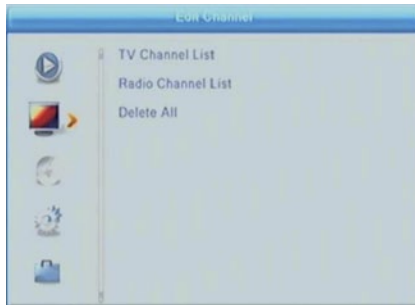 Edit Channel
TV Channel List
Radio Channel List
Delete All